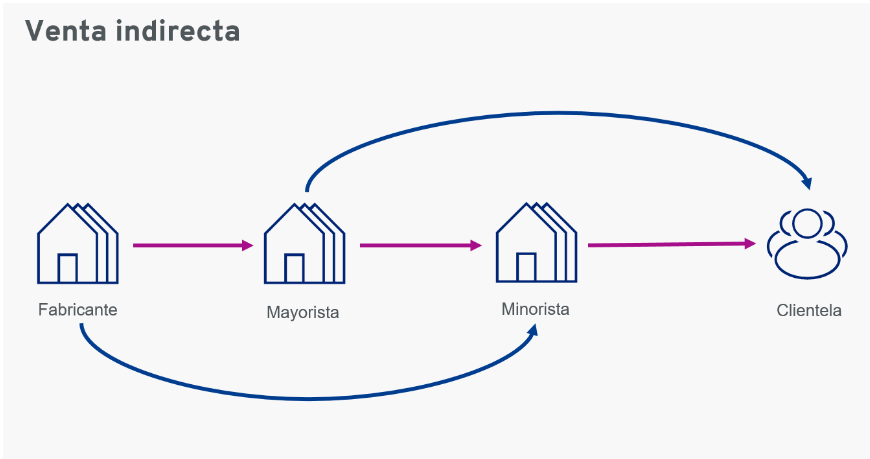 Venta indirecta
Fabricante
Mayorista
Minorista
Clientela